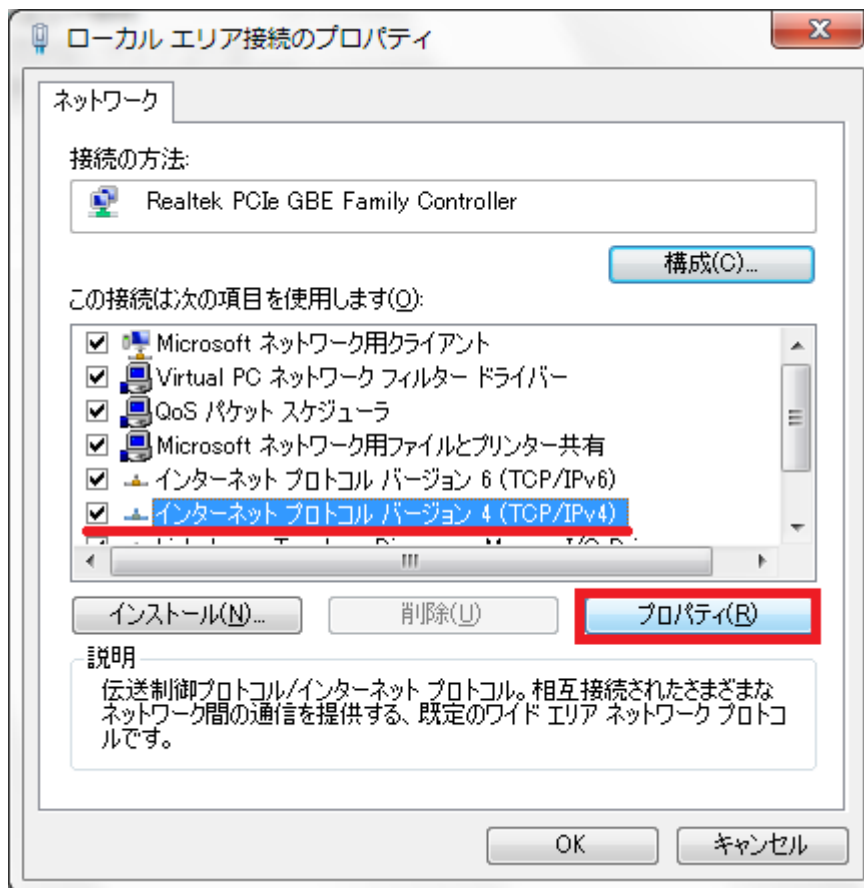 ローカル エリア接続のプロパティ
ネットワーク
接続の方法:
Realtek PCIe GBE Family Controller
構成(C)...
この接続は次の項目を使用します(O):
Microsoft ネットワーク用クライアント
Virtual PC ネットワーク フィルター ドライバー
QoS パケット スケジューラ
Microsoft ネットワーク用ファイルとプリンター共有
インターネット プロトコル バージョン 6 (TCP/IPv6)
インターネット プロトコル バージョン 4 (TCP/IPv4)
インストール(N)...
削除(U)
プロパティ(R)
説明
伝送制御プロトコル/インターネット プロトコル。相互接続されたさまざまな
ネットワーク間の通信を提供する、既定のワイド エリア ネットワーク プロトコ
ルです。
OK
キャンセル